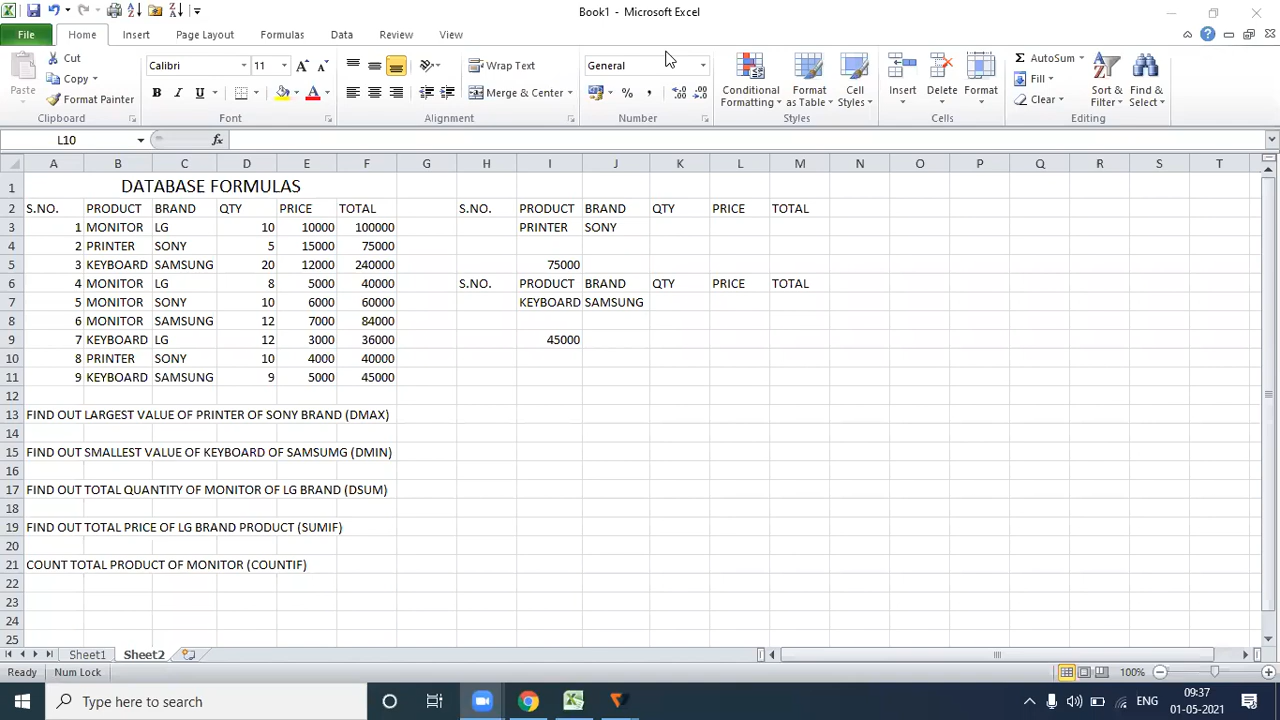 Book1 - Microsoft Excel
File Home Insert Page Layout Formulas Data View
Paste Cut Copy Format Painter Clipboard
Calibri 11 B I U A A A Font
Wrap Text Merge & Center Alignment
General % , Number
Conditional Formatting Format as Table Cell Styles Styles
Insert Delete Format Cells
Σ AutoSum Fill Clear Sort & Filter Find & Select Editing
L10 fx
A B C D E F G H I J K L M N O P Q R S T
1 DATABASE FORMULAS
2 S.NO. PRODUCT BRAND QTY PRICE TOTAL S.NO. PRODUCT BRAND QTY PRICE TOTAL
3 1 MONITOR LG 10 10000 100000 PRINTER SONY
4 2 PRINTER SONY 5 15000 75000
5 3 KEYBOARD SAMSUNG 20 12000 240000 75000
6 4 MONITOR LG 8 5000 40000 S.NO. PRODUCT BRAND QTY PRICE TOTAL
7 5 MONITOR SONY 10 6000 60000 KEYBOARD SAMSUNG
8 6 MONITOR SAMSUNG 12 7000 84000
9 7 KEYBOARD LG 12 3000 36000 45000
10 8 PRINTER SONY 10 4000 40000
11 9 KEYBOARD SAMSUNG 9 5000 45000
12
13 FIND OUT LARGEST VALUE OF PRINTER OF SONY BRAND (DMAX)
14
15 FIND OUT SMALLEST VALUE OF KEYBOARD OF SAMSUMG (DMIN)
16
17 FIND OUT TOTAL QUANTITY OF MONITOR OF LG BRAND (DSUM)
18
19 FIND OUT TOTAL PRICE OF LG BRAND PRODUCT (SUMIF)
20
21 COUNT TOTAL PRODUCT OF MONITOR (COUNTIF)
22
23
24
25
Sheet1 Sheet2
Ready Num Lock 100%
Type here to search ENG 09:37
01-05-2021